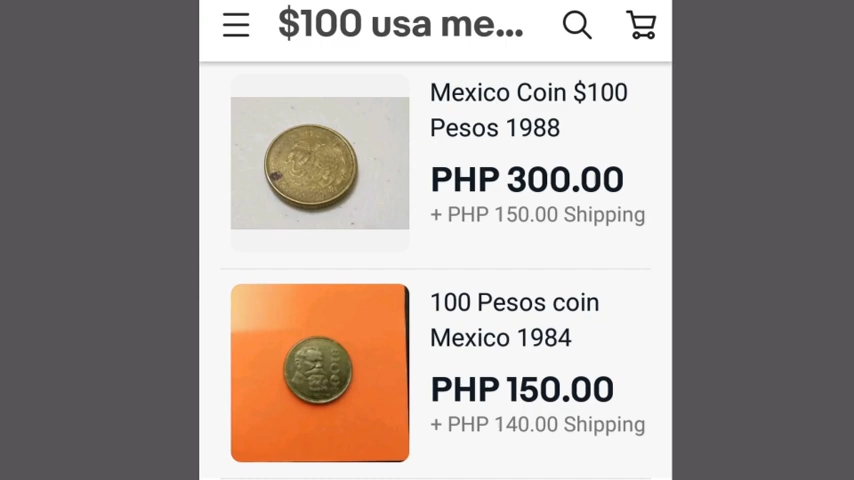 $100 usa me...
Mexico Coin $100
Pesos 1988
PHP 300.00
+ PHP 150.00 Shipping
100 Pesos coin
Mexico 1984
PHP 150.00
+ PHP 140.00 Shipping